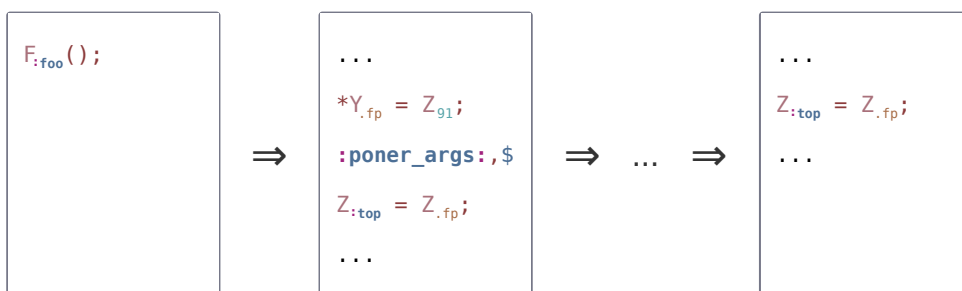 F:foo();
⇒
...
*Y.fp = Z91;
:poner_args:,$
Z:top = Z.fp;
...
⇒ ... ⇒
...
Z:top = Z.fp;
...